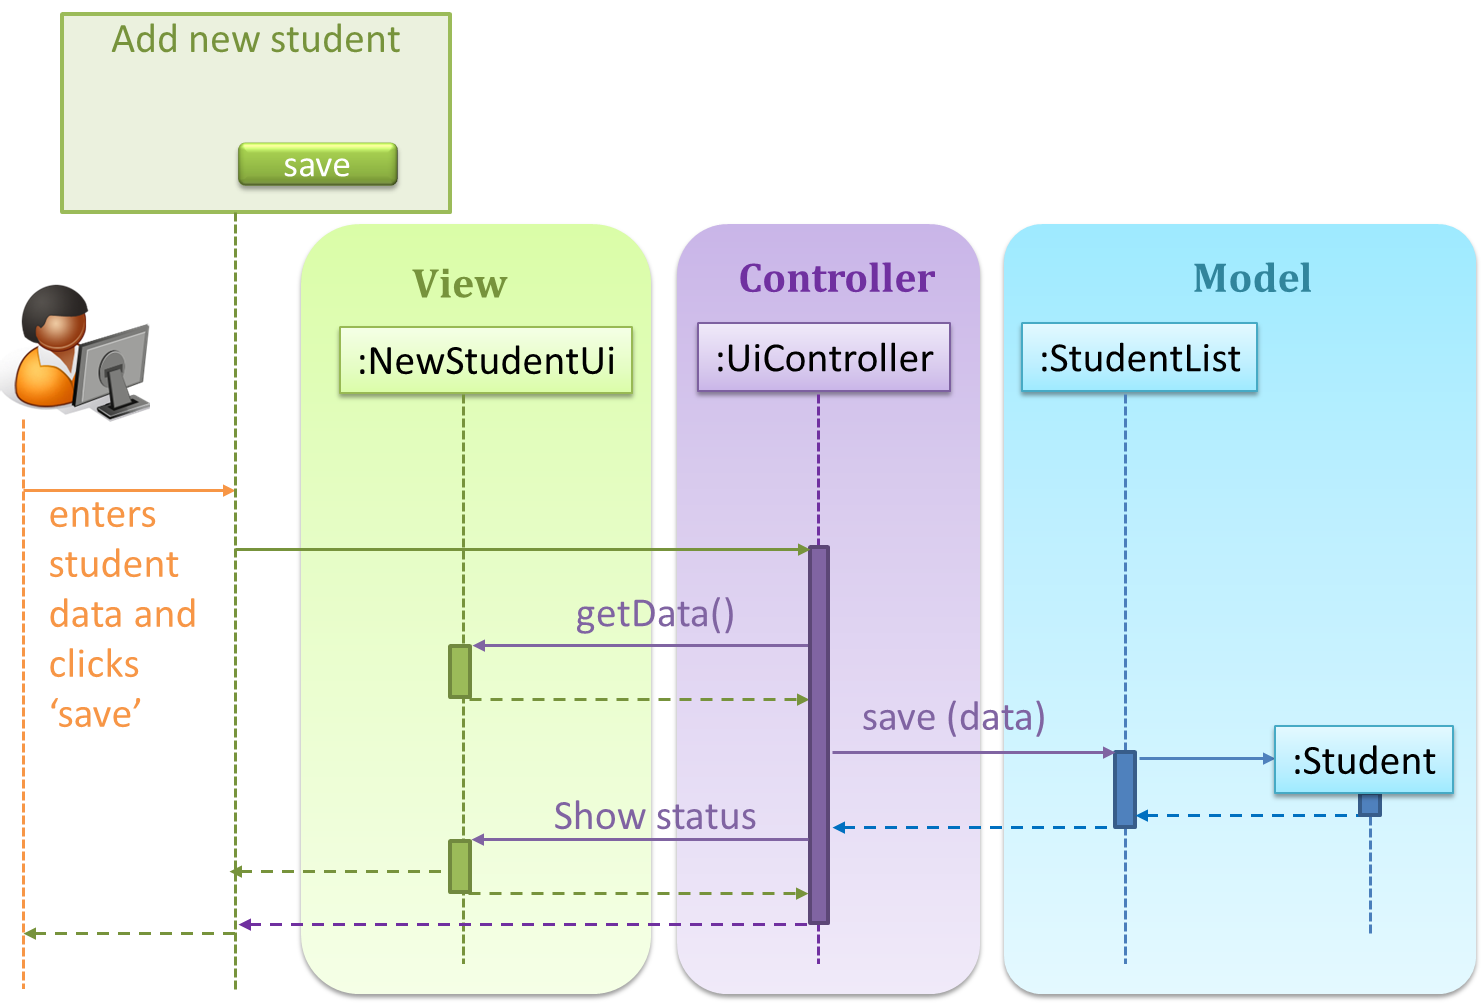 Add new student
save
View
Controller
Model
:NewStudentUi
:UiController
:StudentList
enters
student
data and
clicks
‘save’
getData()
save (data)
:Student
Show status